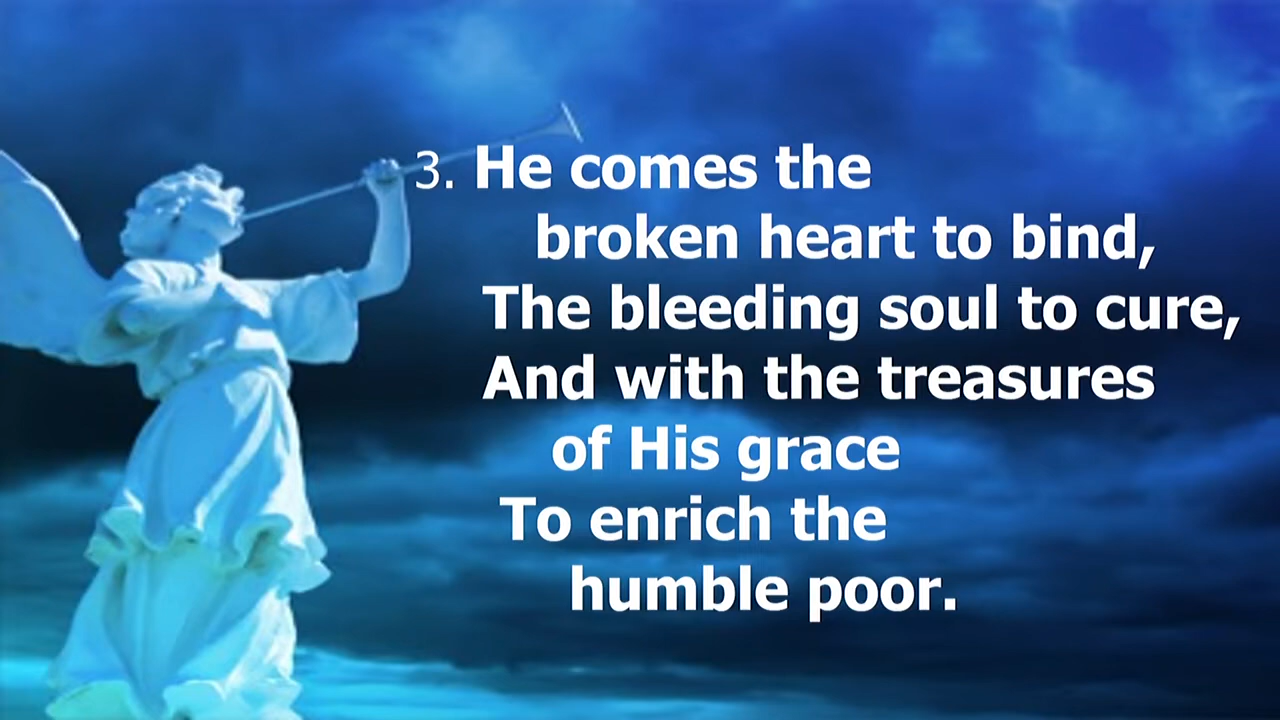 3. He comes the
broken heart to bind,
The bleeding soul to cure,
And with the treasures
of His grace
To enrich the
humble poor.